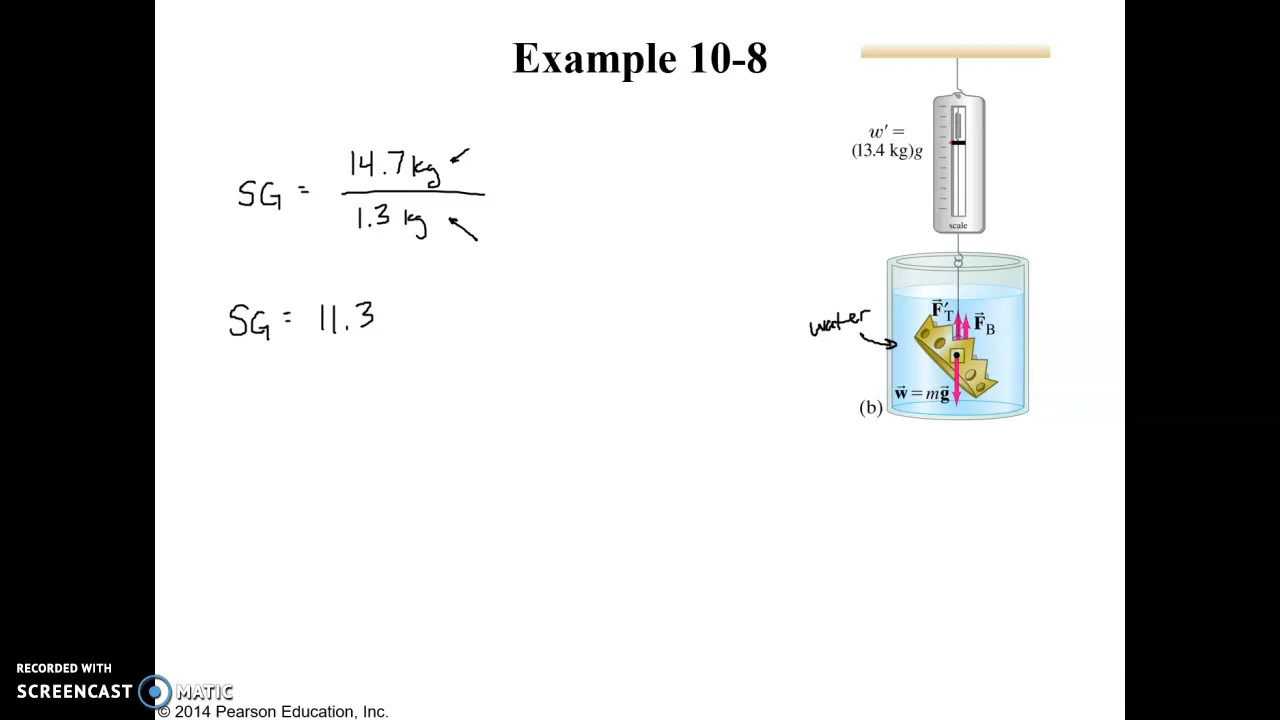 Example 10-8
w′ =
(13.4 kg)g
14.7 kg
SG =
1.3 kg
scale
SG = 11.3
water
F⃗′T
F⃗B
w⃗ = mg⃗
(b)
RECORDED WITH
SCREENCAST MATIC
© 2014 Pearson Education, Inc.